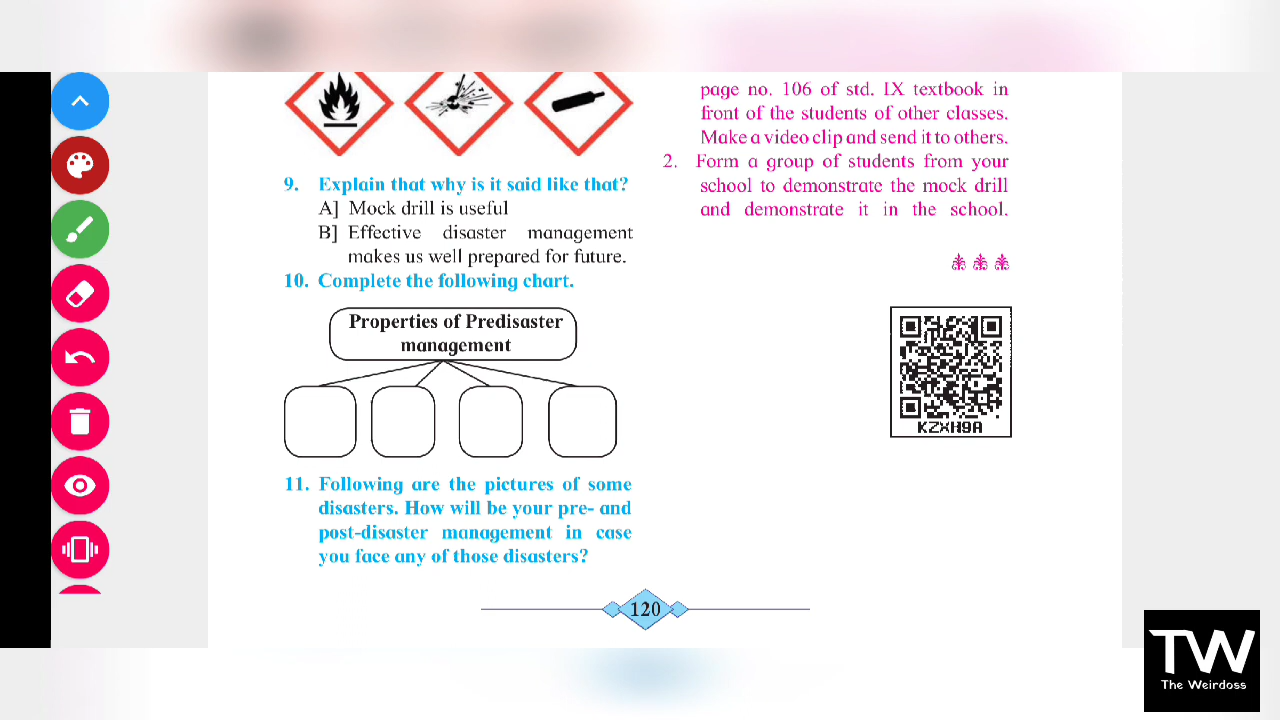 9. Explain that why is it said like that?
A] Mock drill is useful
B] Effective disaster management
makes us well prepared for future.
10. Complete the following chart.
Properties of Predisaster
management
11. Following are the pictures of some
disasters. How will be your pre- and
post-disaster management in case
you face any of those disasters?
page no. 106 of std. IX textbook in
front of the students of other classes.
Make a video clip and send it to others.
2. Form a group of students from your
school to demonstrate the mock drill
and demonstrate it in the school.
KZXH9A
120
TW
The Weirdoss